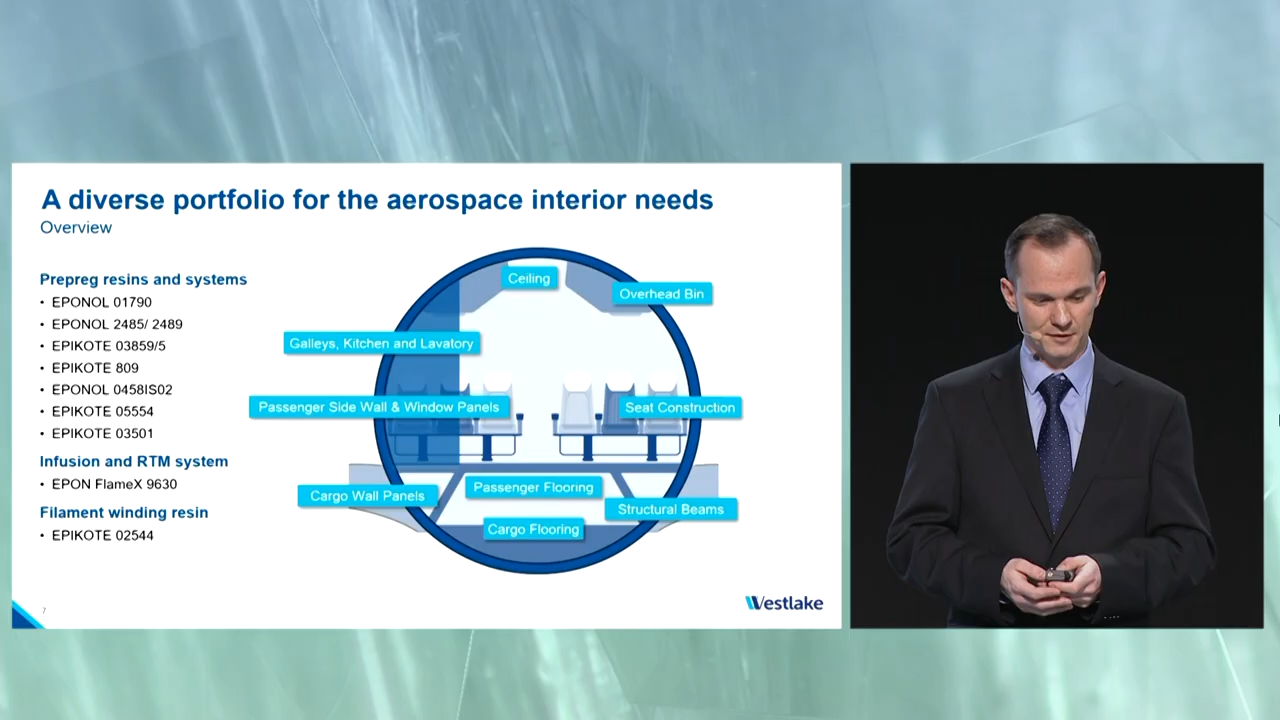 A diverse portfolio for the aerospace interior needs
Overview
Prepreg resins and systems
• EPONOL 01790
• EPONOL 2485/ 2489
• EPIKOTE 03859/5
• EPIKOTE 809
• EPONOL 0458IS02
• EPIKOTE 05554
• EPIKOTE 03501
Infusion and RTM system
• EPON FlameX 9630
Filament winding resin
• EPIKOTE 02544
Ceiling
Overhead Bin
Galleys, Kitchen and Lavatory
Passenger Side Wall & Window Panels
Seat Construction
Cargo Wall Panels
Passenger Flooring
Structural Beams
Cargo Flooring
7
Westlake